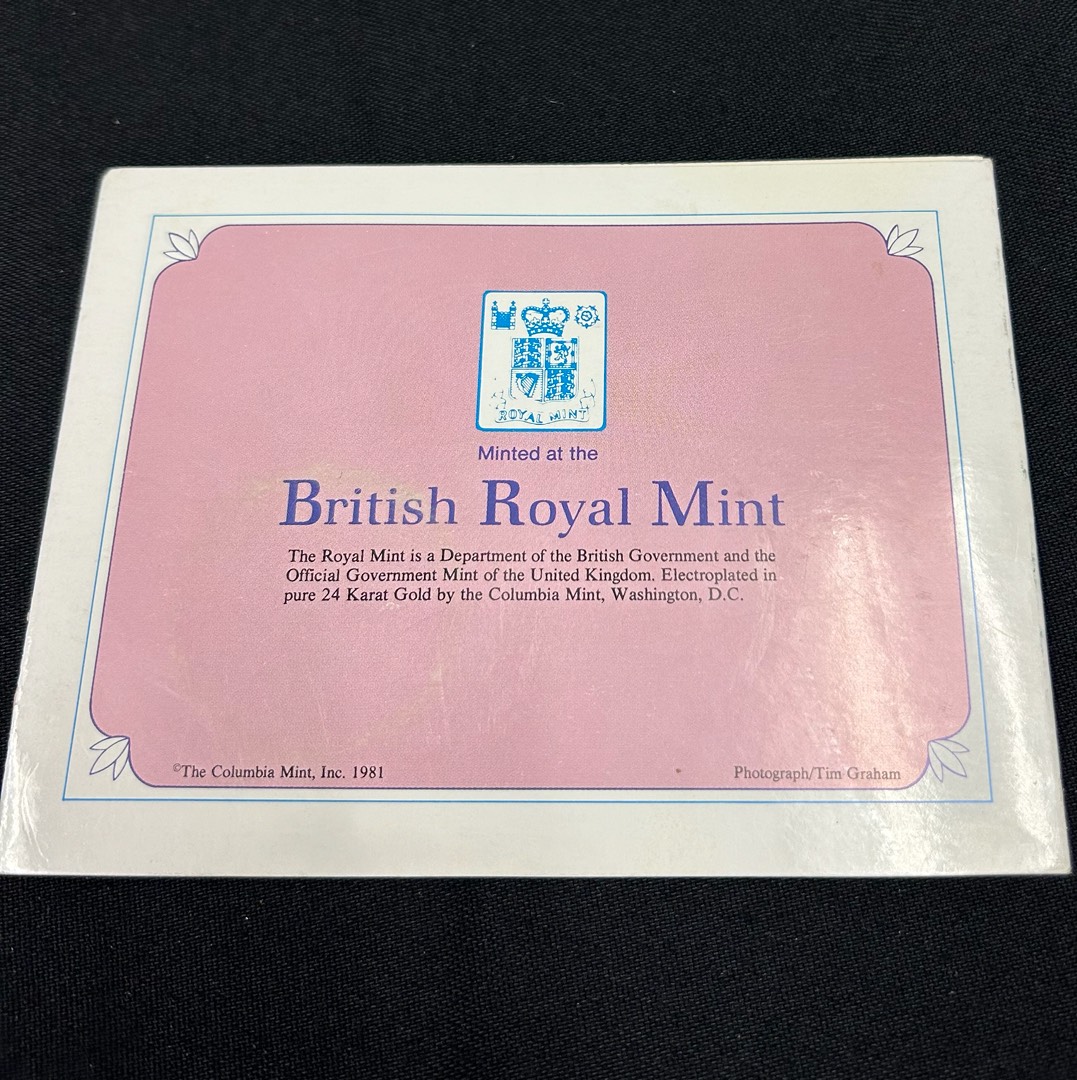 ROYAL MINT
Minted at the
British Royal Mint
The Royal Mint is a Department of the British Government and the
Official Government Mint of the United Kingdom. Electroplated in
pure 24 Karat Gold by the Columbia Mint, Washington, D.C.
©The Columbia Mint, Inc. 1981
Photograph/Tim Graham